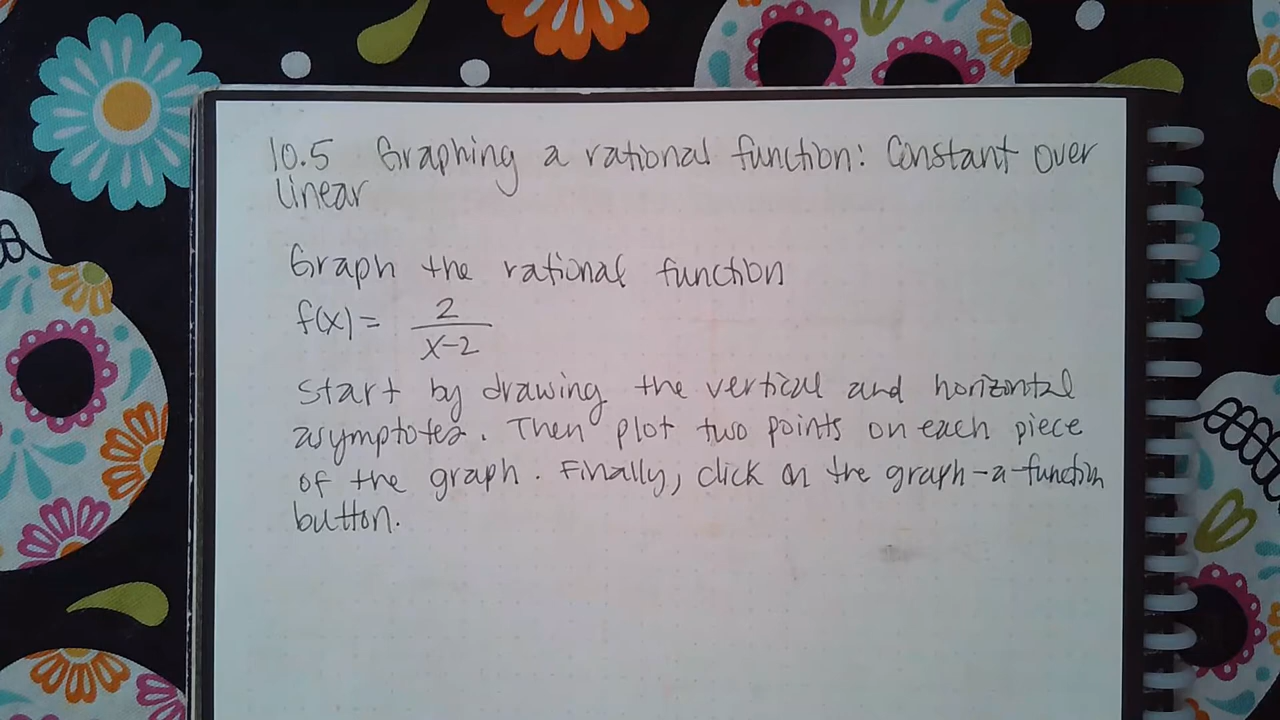 10.5 Graphing a rational function: Constant over
linear
Graph the rational function
f(x) = 2/(x-2)
Start by drawing the vertical and horizontal
asymptotes. Then plot two points on each piece
of the graph. Finally, click on the graph-a-function
button.